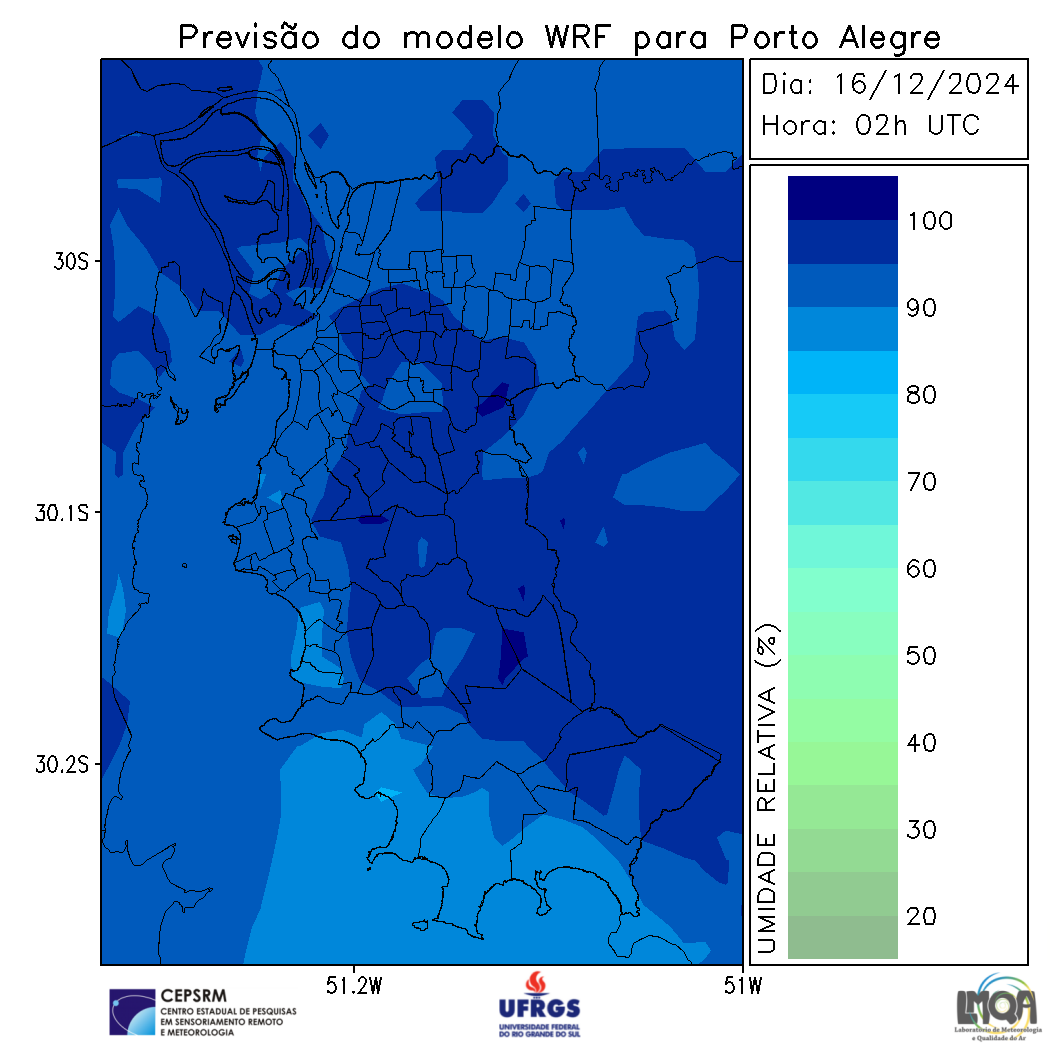 Previsão do modelo WRF para Porto Alegre
Dia: 16/12/2024
Hora: 02h UTC
30S
30.1S
30.2S
51.2W
51W
100
90
80
70
60
50
40
30
20
UMIDADE RELATIVA (%)
CEPSRM
CENTRO ESTADUAL DE PESQUISAS
EM SENSORIAMENTO REMOTO
E METEOROLOGIA
UFRGS
UNIVERSIDADE FEDERAL
DO RIO GRANDE DO SUL
LMQA
Laboratório de Meteorologia
e Qualidade do Ar